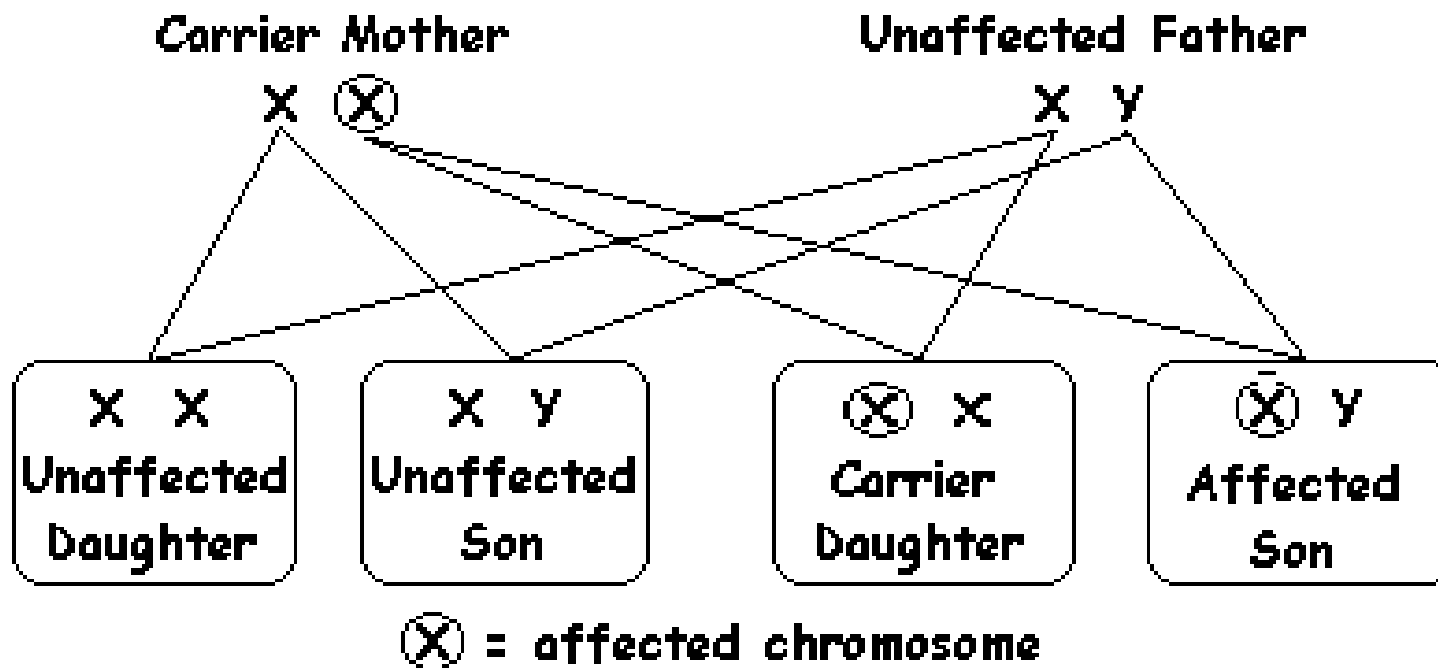 Carrier Mother Unaffected Father
X Ⓧ X Y
X X X Y Ⓧ X Ⓧ Y
Unaffected Unaffected Carrier Affected
Daughter Son Daughter Son
Ⓧ = affected chromosome